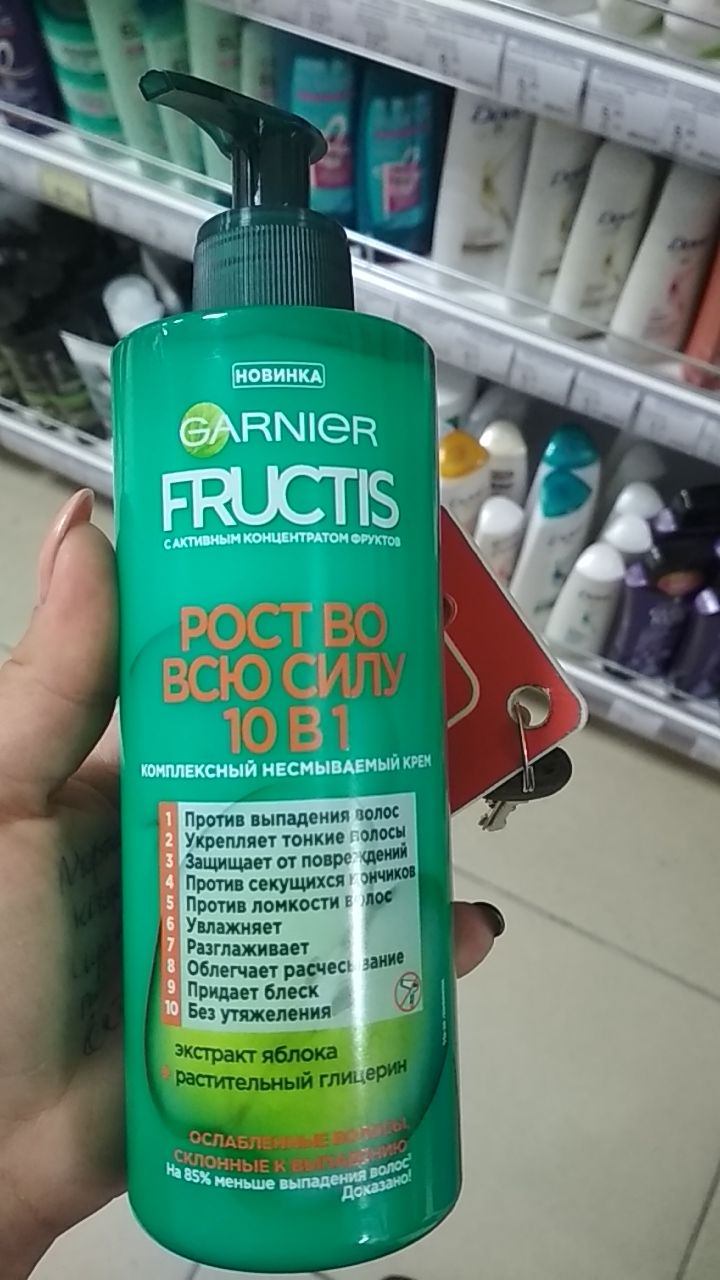 НОВИНКА
GARNIER
FRUCTIS
С АКТИВНЫМ КОНЦЕНТРАТОМ ФРУКТОВ
РОСТ ВО
ВСЮ СИЛУ
10 В 1
КОМПЛЕКСНЫЙ НЕСМЫВАЕМЫЙ КРЕМ
1 Против выпадения волос
2 Укрепляет тонкие волосы
3 Защищает от повреждений
4 Против секущихся кончиков
5 Против ломкости волос
6 Увлажняет
7 Разглаживает
8 Облегчает расчесывание
9 Придает блеск
10 Без утяжеления
экстракт яблока
+ растительный глицерин
ОСЛАБЛЕННЫЕ ВОЛОСЫ,
СКЛОННЫЕ К ВЫПАДЕНИЮ
На 85% меньше выпадения волос¹
Доказано!
Dove
Dove
Dove